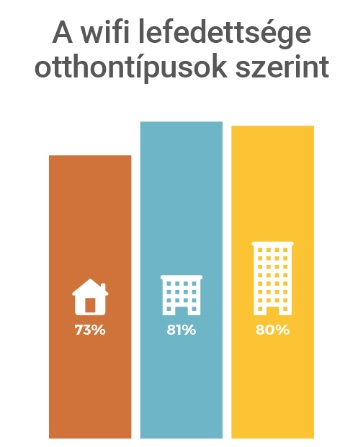 A wifi lefedettsége
otthontípusok szerint
73%
81%
80%